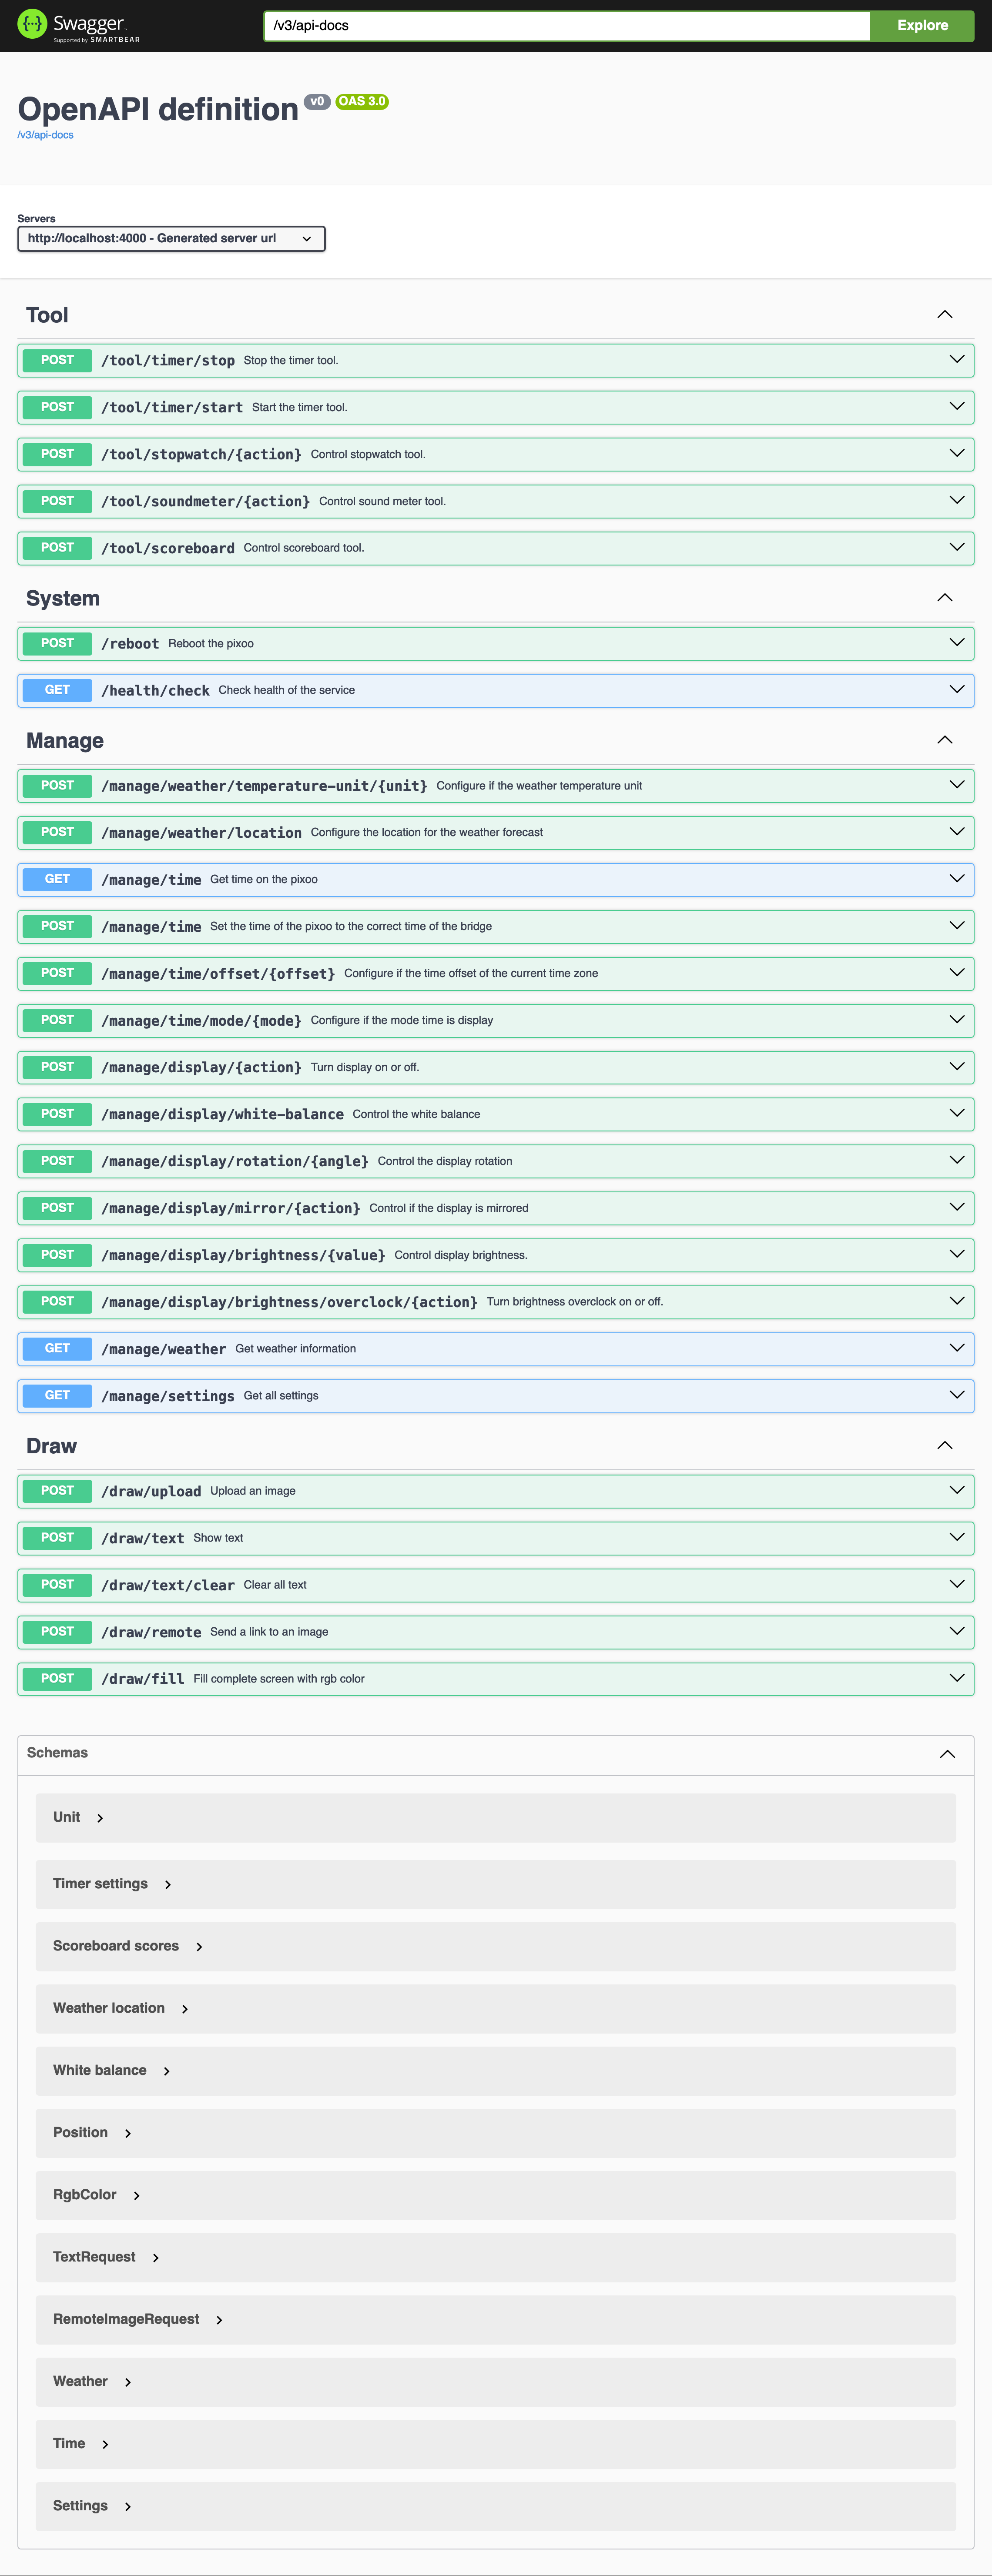 Swagger
Supported by SMARTBEAR
/v3/api-docs
Explore
OpenAPI definition v0 OAS 3.0
/v3/api-docs
Servers
http://localhost:4000 - Generated server url
Tool
POST /tool/timer/stop Stop the timer tool.
POST /tool/timer/start Start the timer tool.
POST /tool/stopwatch/{action} Control stopwatch tool.
POST /tool/soundmeter/{action} Control sound meter tool.
POST /tool/scoreboard Control scoreboard tool.
System
POST /reboot Reboot the pixoo
GET /health/check Check health of the service
Manage
POST /manage/weather/temperature-unit/{unit} Configure if the weather temperature unit
POST /manage/weather/location Configure the location for the weather forecast
GET /manage/time Get time on the pixoo
POST /manage/time Set the time of the pixoo to the correct time of the bridge
POST /manage/time/offset/{offset} Configure if the time offset of the current time zone
POST /manage/time/mode/{mode} Configure if the mode time is display
POST /manage/display/{action} Turn display on or off.
POST /manage/display/white-balance Control the white balance
POST /manage/display/rotation/{angle} Control the display rotation
POST /manage/display/mirror/{action} Control if the display is mirrored
POST /manage/display/brightness/{value} Control display brightness.
POST /manage/display/brightness/overclock/{action} Turn brightness overclock on or off.
GET /manage/weather Get weather information
GET /manage/settings Get all settings
Draw
POST /draw/upload Upload an image
POST /draw/text Show text
POST /draw/text/clear Clear all text
POST /draw/remote Send a link to an image
POST /draw/fill Fill complete screen with rgb color
Schemas
Unit
Timer settings
Scoreboard scores
Weather location
White balance
Position
RgbColor
TextRequest
RemoteImageRequest
Weather
Time
Settings